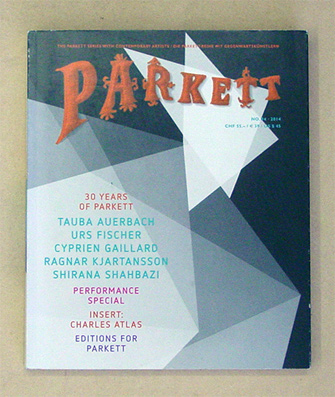 THE PARKETT SERIES WITH CONTEMPORARY ARTISTS · DIE PARKETT-REIHE MIT GEGENWARTSKÜNSTLERN
PARKETT
2014
30 YEARS
OF PARKETT
TAUBA AUERBACH
URS FISCHER
CYPRIEN GAILLARD
RAGNAR KJARTANSSON
SHIRANA SHAHBAZI
PERFORMANCE
SPECIAL
INSERT:
CHARLES ATLAS
EDITIONS FOR
PARKETT